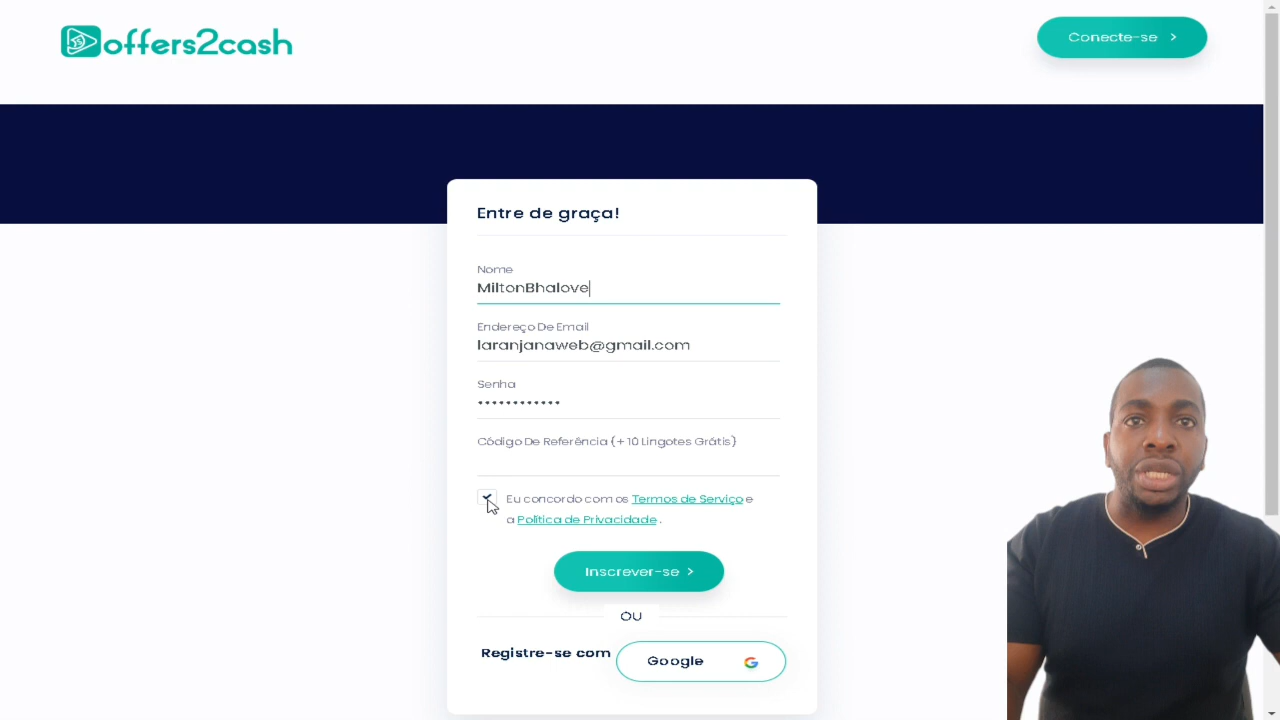 offers2cash
Conecte-se >
Entre de graça!
Nome
MiltonBhalove
Endereço De Email
laranjanaweb@gmail.com
Senha
••••••••••••
Código De Referência {+ 10 Lingotes Grátis}
Eu concordo com os Termos de Serviço e
a Política de Privacidade .
Inscrever-se >
OU
Registre-se com
Google